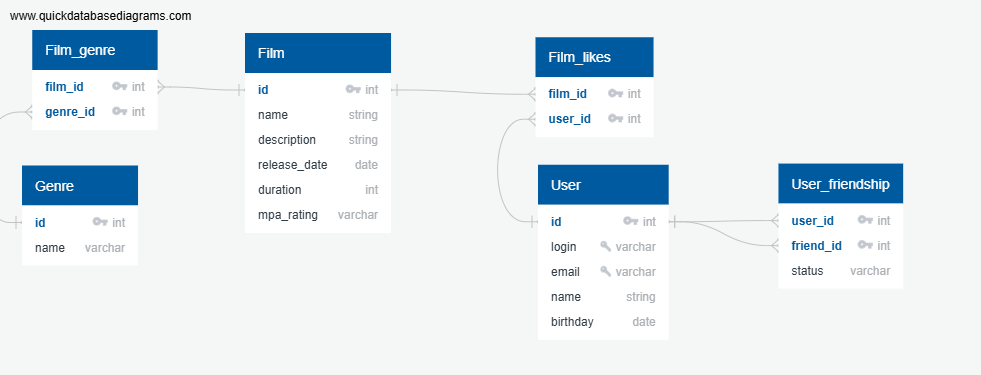 www.quickdatabasediagrams.com
Film_genre
film_id int
genre_id int
Genre
id int
name varchar
Film
id int
name string
description string
release_date date
duration int
mpa_rating varchar
Film_likes
film_id int
user_id int
User
id int
login varchar
email varchar
name string
birthday date
User_friendship
user_id int
friend_id int
status varchar